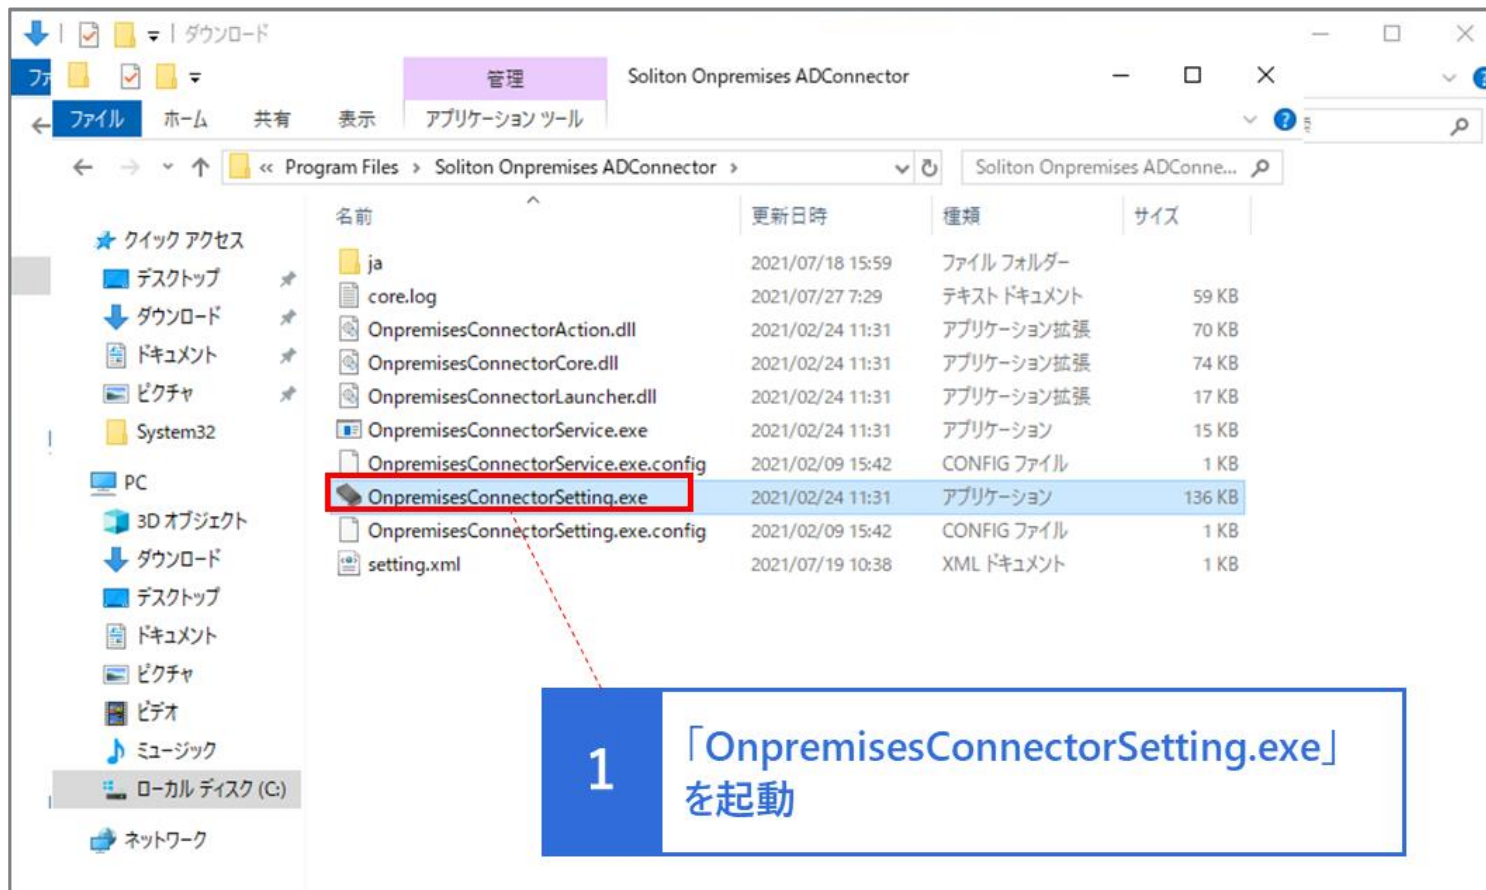 ダウンロード
ファ
管理
Soliton Onpremises ADConnector
ファイル ホーム 共有 表示 アプリケーション ツール
« Program Files › Soliton Onpremises ADConnector ›
Soliton Onpremises ADConne...
名前 更新日時 種類 サイズ
クイック アクセス
デスクトップ
ダウンロード
ドキュメント
ピクチャ
System32
PC
3D オブジェクト
ダウンロード
デスクトップ
ドキュメント
ピクチャ
ビデオ
ミュージック
ローカル ディスク (C:)
ネットワーク
ja 2021/07/18 15:59 ファイル フォルダー
core.log 2021/07/27 7:29 テキスト ドキュメント 59 KB
OnpremisesConnectorAction.dll 2021/02/24 11:31 アプリケーション拡張 70 KB
OnpremisesConnectorCore.dll 2021/02/24 11:31 アプリケーション拡張 74 KB
OnpremisesConnectorLauncher.dll 2021/02/24 11:31 アプリケーション拡張 17 KB
OnpremisesConnectorService.exe 2021/02/24 11:31 アプリケーション 15 KB
OnpremisesConnectorService.exe.config 2021/02/09 15:42 CONFIG ファイル 1 KB
OnpremisesConnectorSetting.exe 2021/02/24 11:31 アプリケーション 136 KB
OnpremisesConnectorSetting.exe.config 2021/02/09 15:42 CONFIG ファイル 1 KB
setting.xml 2021/07/19 10:38 XML ドキュメント 1 KB
1
「OnpremisesConnectorSetting.exe」
を起動